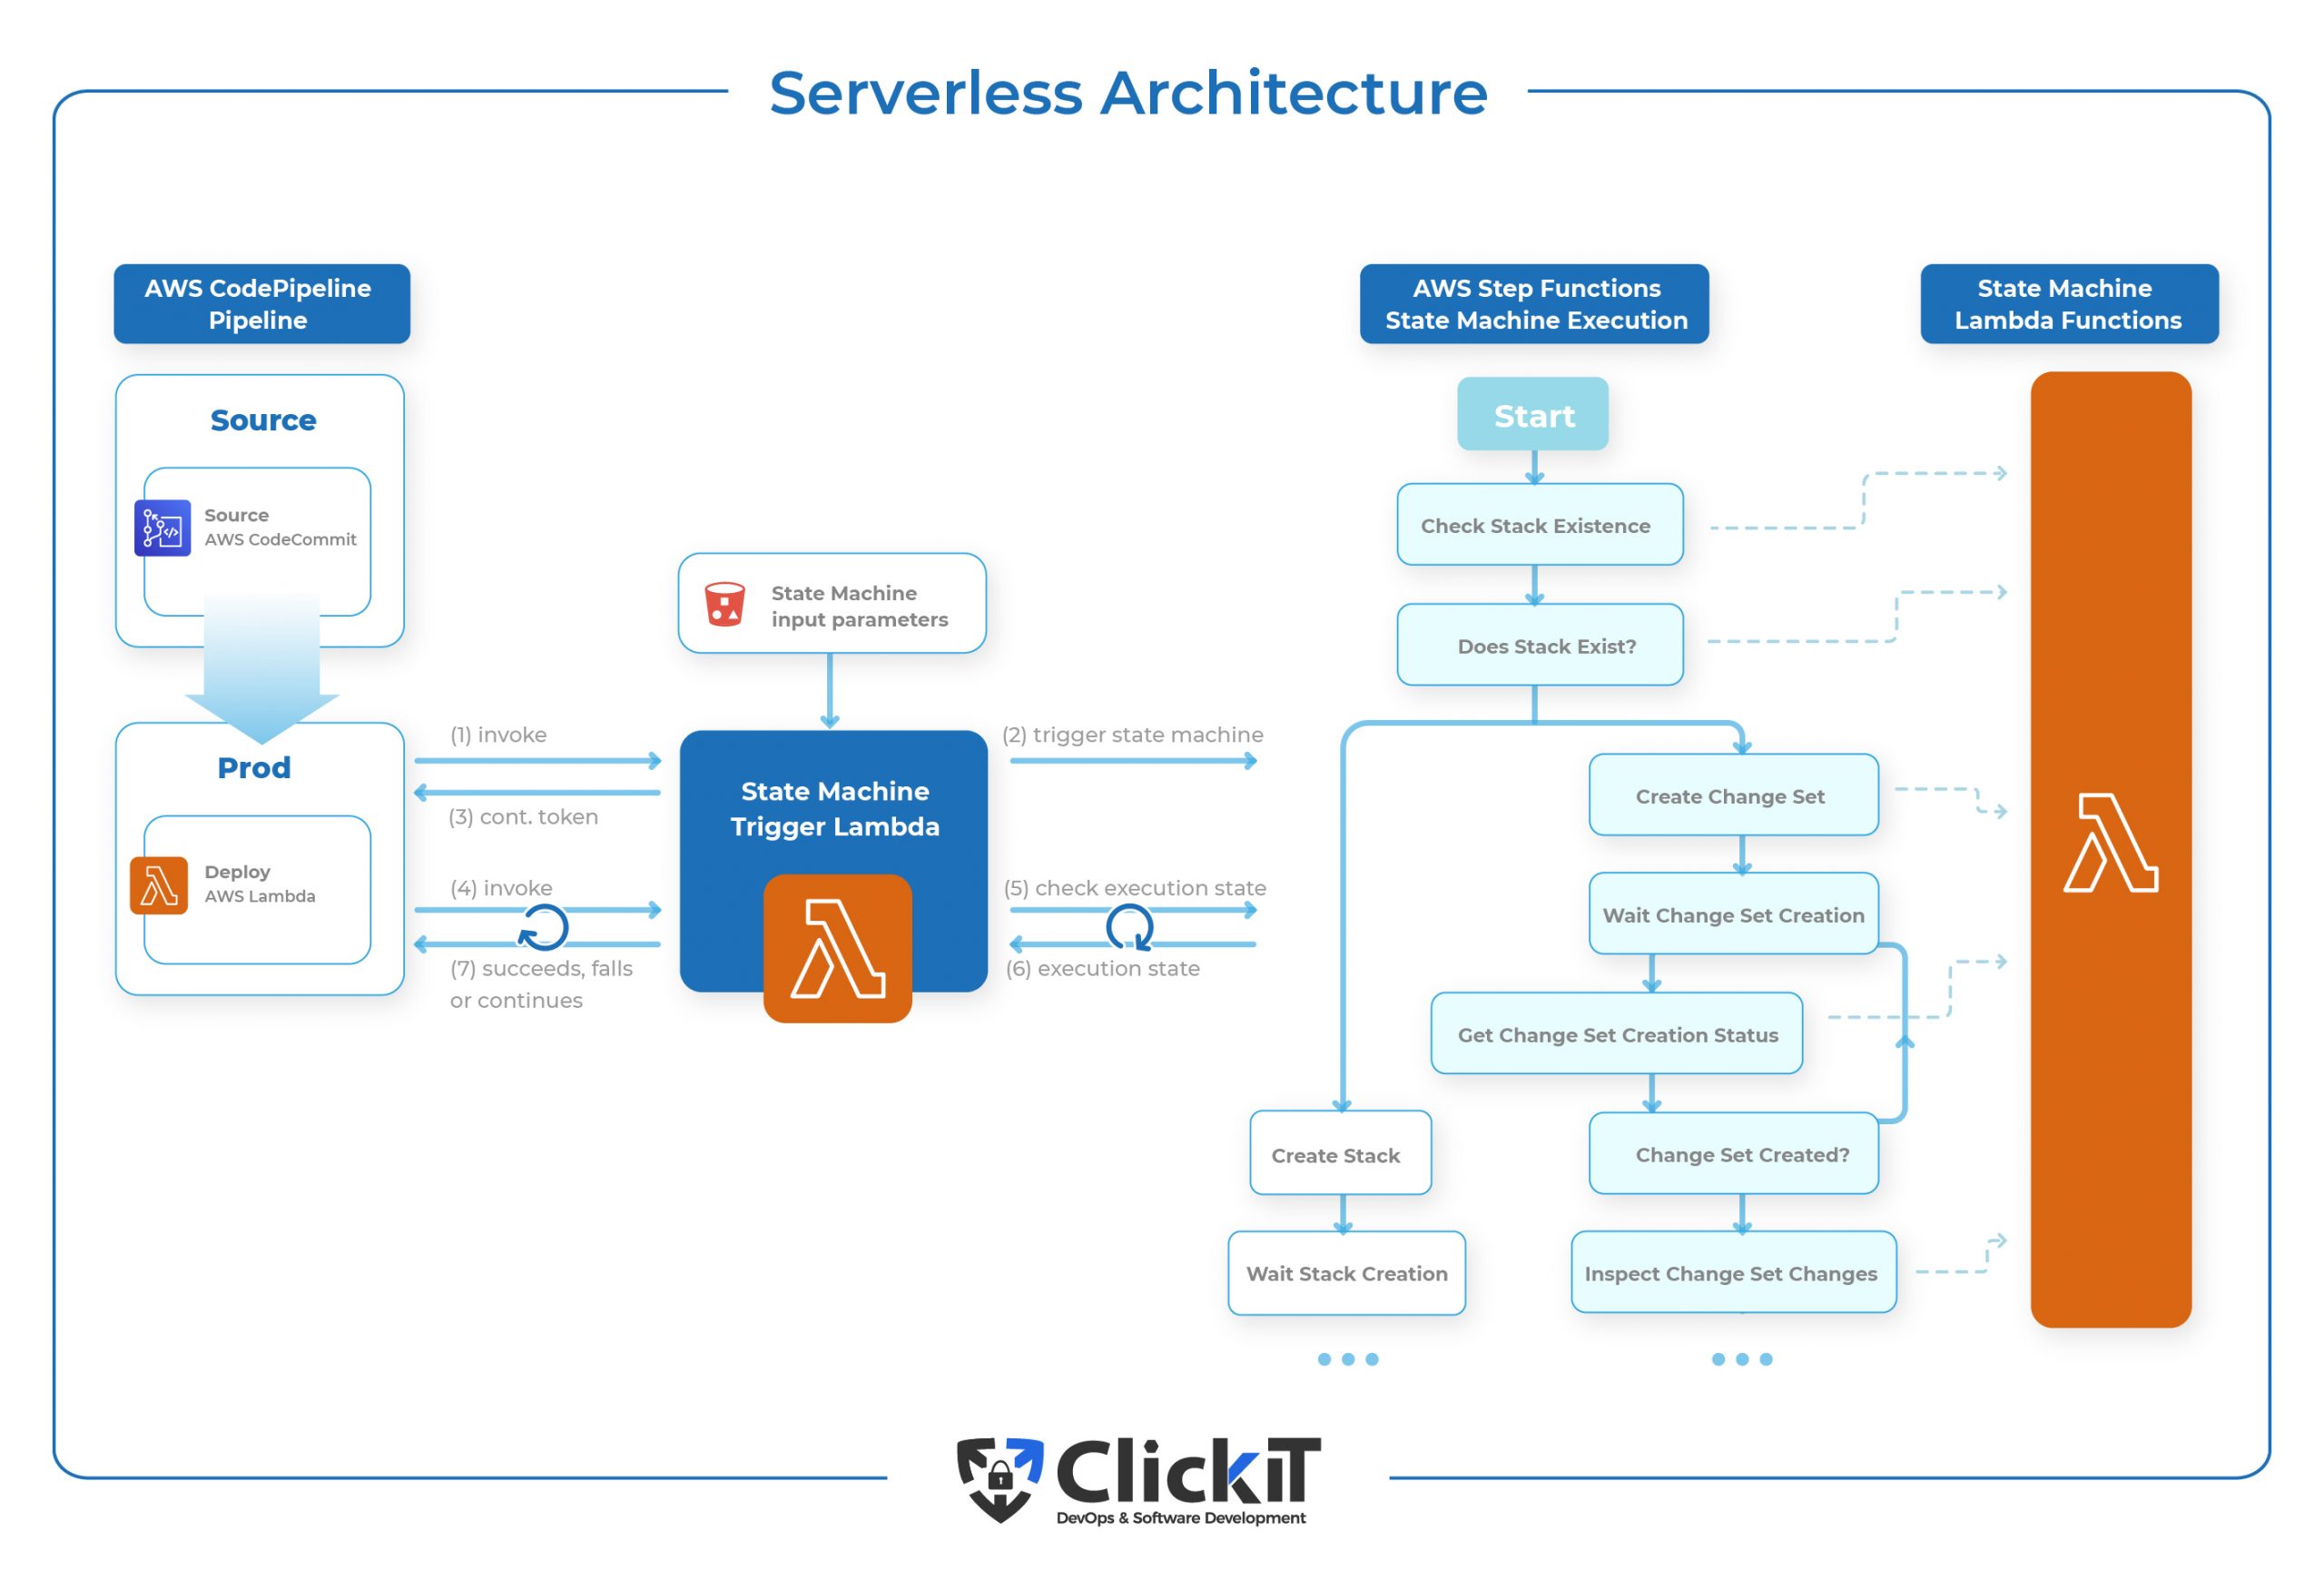 Serverless Architecture
AWS CodePipeline
Pipeline
Source
Source
AWS CodeCommit
Prod
Deploy
AWS Lambda
(1) invoke
(3) cont. token
(4) invoke
(7) succeeds, falls
or continues
State Machine
input parameters
State Machine
Trigger Lambda
(2) trigger state machine
(5) check execution state
(6) execution state
AWS Step Functions
State Machine Execution
Start
Check Stack Existence
Does Stack Exist?
Create Stack
Wait Stack Creation
Create Change Set
Wait Change Set Creation
Get Change Set Creation Status
Change Set Created?
Inspect Change Set Changes
State Machine
Lambda Functions
ClickiT
DevOps & Software Development